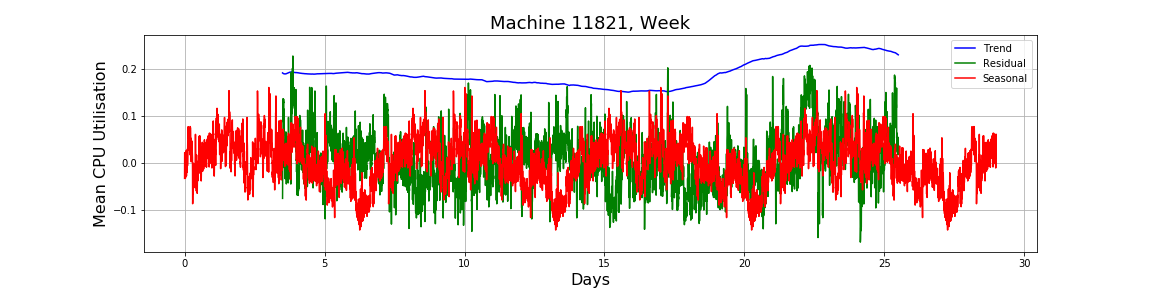 Machine 11821, Week
Mean CPU Utilisation
0.2
0.1
0.0
−0.1
Trend
Residual
Seasonal
0 5 10 15 20 25 30
Days